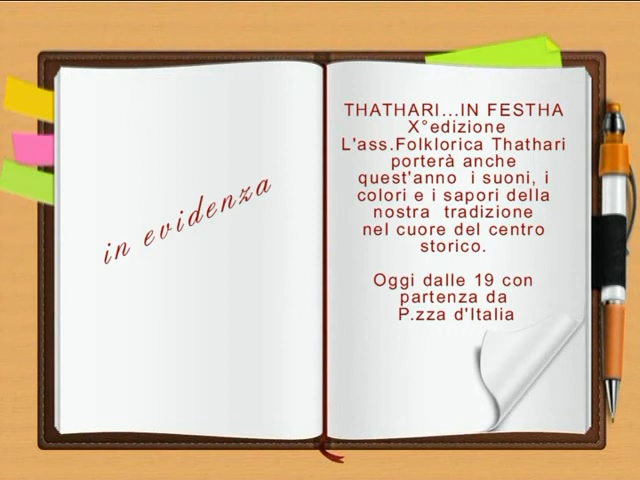 in evidenza
THATHARI...IN FESTHA
X°edizione
L'ass.Folklorica Thathari
porterà anche
quest'anno i suoni, i
colori e i sapori della
nostra tradizione
nel cuore del centro
storico.
Oggi dalle 19 con
partenza da
P.zza d'Italia